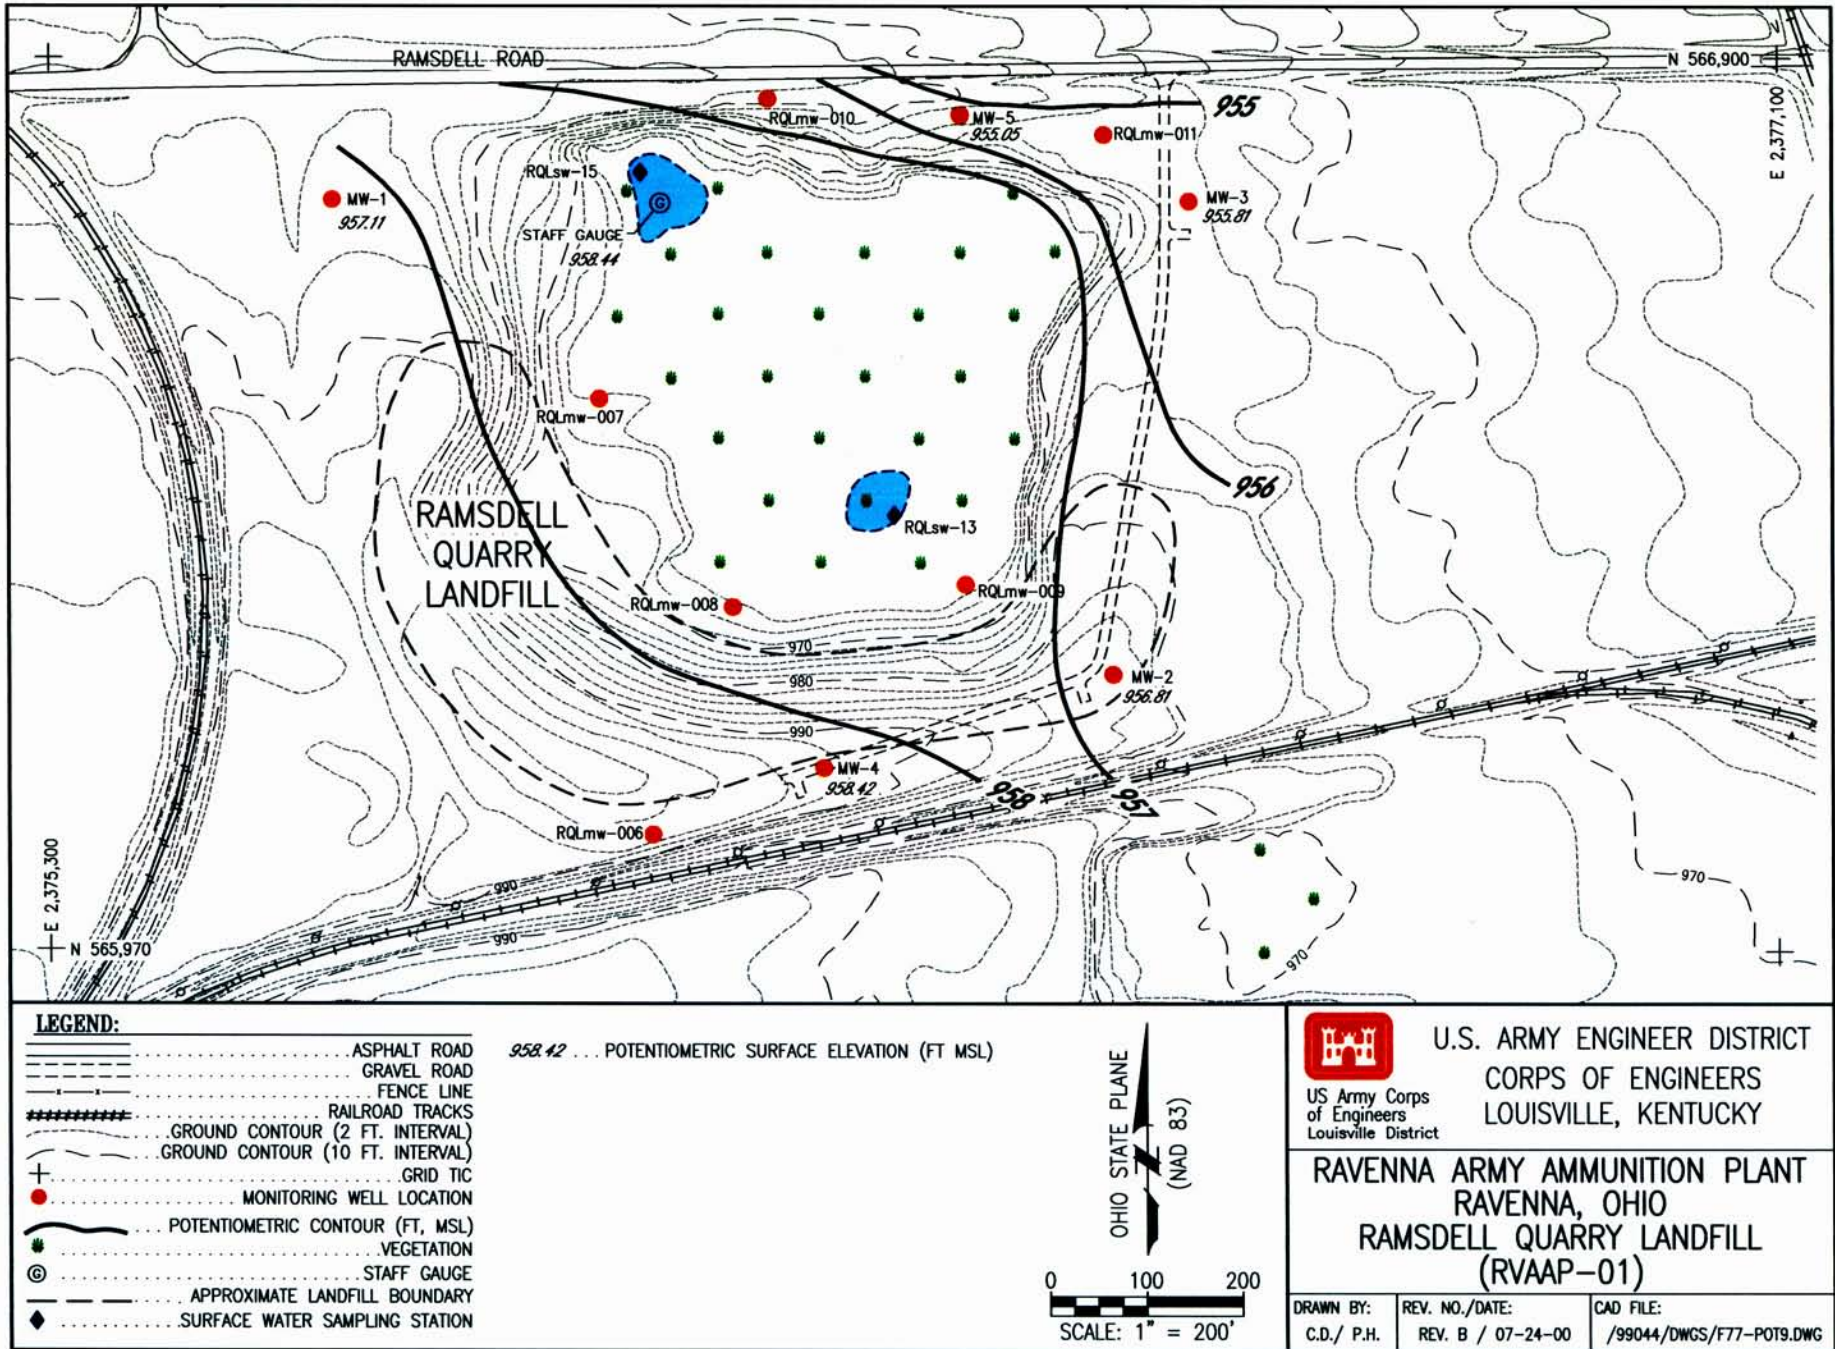 RAMSDELL ROAD
N 566,900
E 2,377,100
955
RQLmw-010
MW-5
955.05
RQLmw-011
RQLsw-15
MW-1
957.11
G
MW-3
955.81
STAFF GAUGE
958.44
RQLmw-007
956
RAMSDELL
QUARRY
LANDFILL
RQLsw-13
RQLmw-009
RQLmw-008
970
980
MW-2
956.81
990
MW-4
958.42
958
957
RQLmw-006
E 2,375,300
990
970
N 565,970
990
970
LEGEND:
ASPHALT ROAD
GRAVEL ROAD
FENCE LINE
RAILROAD TRACKS
GROUND CONTOUR (2 FT. INTERVAL)
GROUND CONTOUR (10 FT. INTERVAL)
GRID TIC
MONITORING WELL LOCATION
POTENTIOMETRIC CONTOUR (FT, MSL)
VEGETATION
G STAFF GAUGE
APPROXIMATE LANDFILL BOUNDARY
SURFACE WATER SAMPLING STATION
958.42 ... POTENTIOMETRIC SURFACE ELEVATION (FT MSL)
OHIO STATE PLANE
N
(NAD 83)
0 100 200
SCALE: 1" = 200'
US Army Corps
of Engineers
Louisville District
U.S. ARMY ENGINEER DISTRICT
CORPS OF ENGINEERS
LOUISVILLE, KENTUCKY
RAVENNA ARMY AMMUNITION PLANT
RAVENNA, OHIO
RAMSDELL QUARRY LANDFILL
(RVAAP-01)
DRAWN BY:
C.D./ P.H.
REV. NO./DATE:
REV. B / 07-24-00
CAD FILE:
/99044/DWGS/F77-POT9.DWG